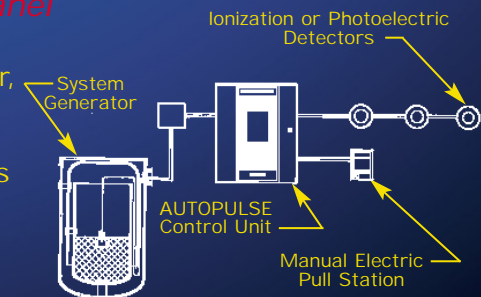 Ionization or Photoelectric
Detectors
System
Generator
AUTOPULSE
Control Unit
Manual Electric
Pull Station